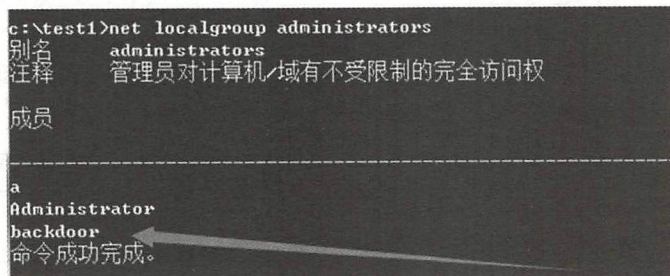 c:\test1>net localgroup administrators
别名 administrators
注释 管理员对计算机/域有不受限制的完全访问权
成员
-------------------------------------------------------------------------------
a
Administrator
backdoor
命令成功完成。